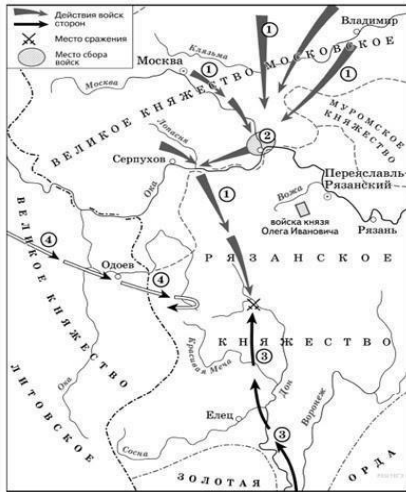 Действия войск
сторон
Место сражения
Место сбора
войск
Владимир
Клязьма
Москва
Москва
ВЕЛИКОЕ КНЯЖЕСТВО МОСКОВСКОЕ
1
1
1
2
МУРОМСКОЕ
КНЯЖЕСТВО
Лопасня
Серпухов
Ока
Переяславль-
Рязанский
Вожа
войска князя
Олега Ивановича
Рязань
1
4
ВЕЛИКОЕ КНЯЖЕСТВО
ЛИТОВСКОЕ
Одоев
4
РЯЗАНСКОЕ
КНЯЖЕСТВО
Красивая Меча
3
Дон
Ока
Елец
Воронеж
3
Сосна
ЗОЛОТАЯ
ОРДА